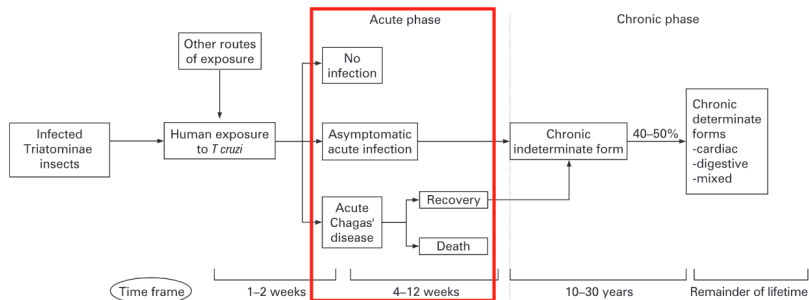 Acute phase
Chronic phase
Other routes
of exposure
No
infection
Infected
Triatominae
insects
Human exposure
to T cruzi
Asymptomatic
acute infection
Chronic
indeterminate form
40–50%
Chronic
determinate
forms
-cardiac
-digestive
-mixed
Acute
Chagas'
disease
Recovery
Death
Time frame
1–2 weeks
4–12 weeks
10–30 years
Remainder of lifetime